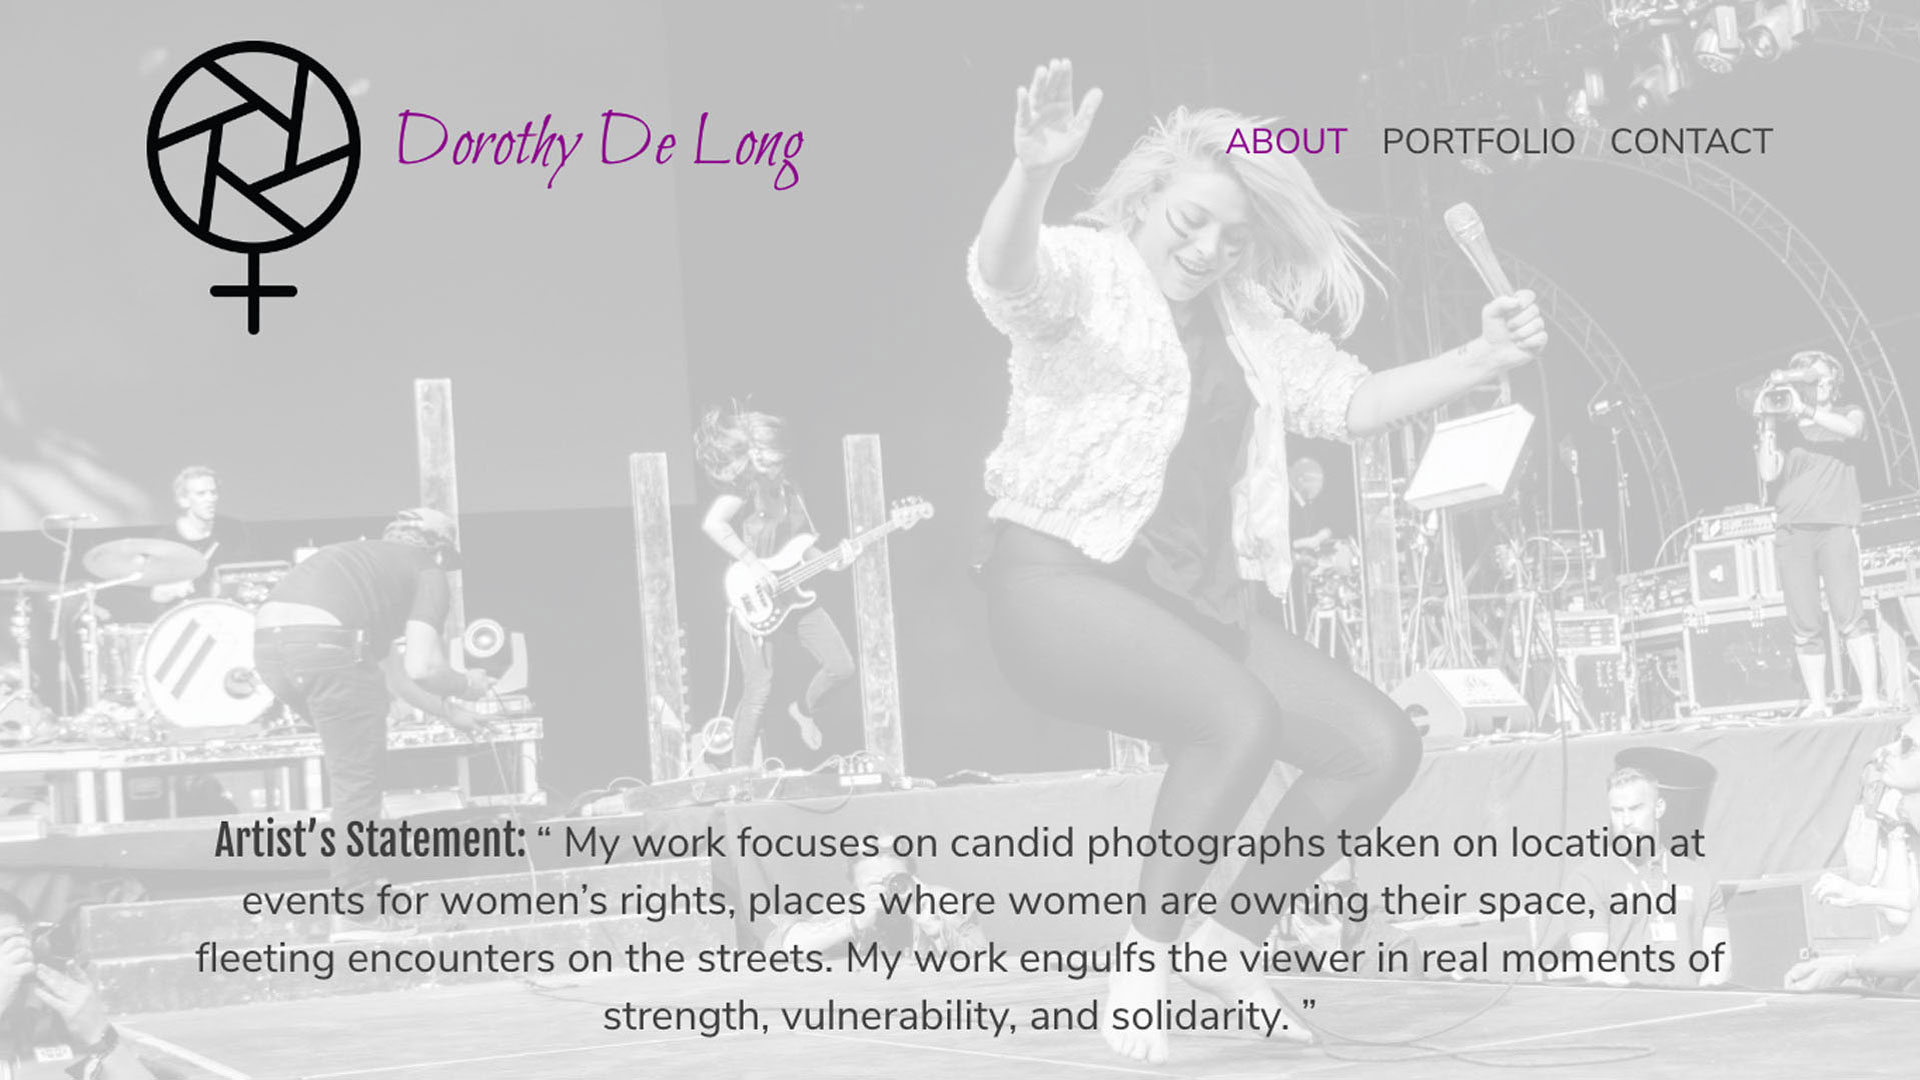 Dorothy De Long
ABOUT PORTFOLIO CONTACT
Artist’s Statement: “ My work focuses on candid photographs taken on location at
events for women’s rights, places where women are owning their space, and
fleeting encounters on the streets. My work engulfs the viewer in real moments of
strength, vulnerability, and solidarity. ”